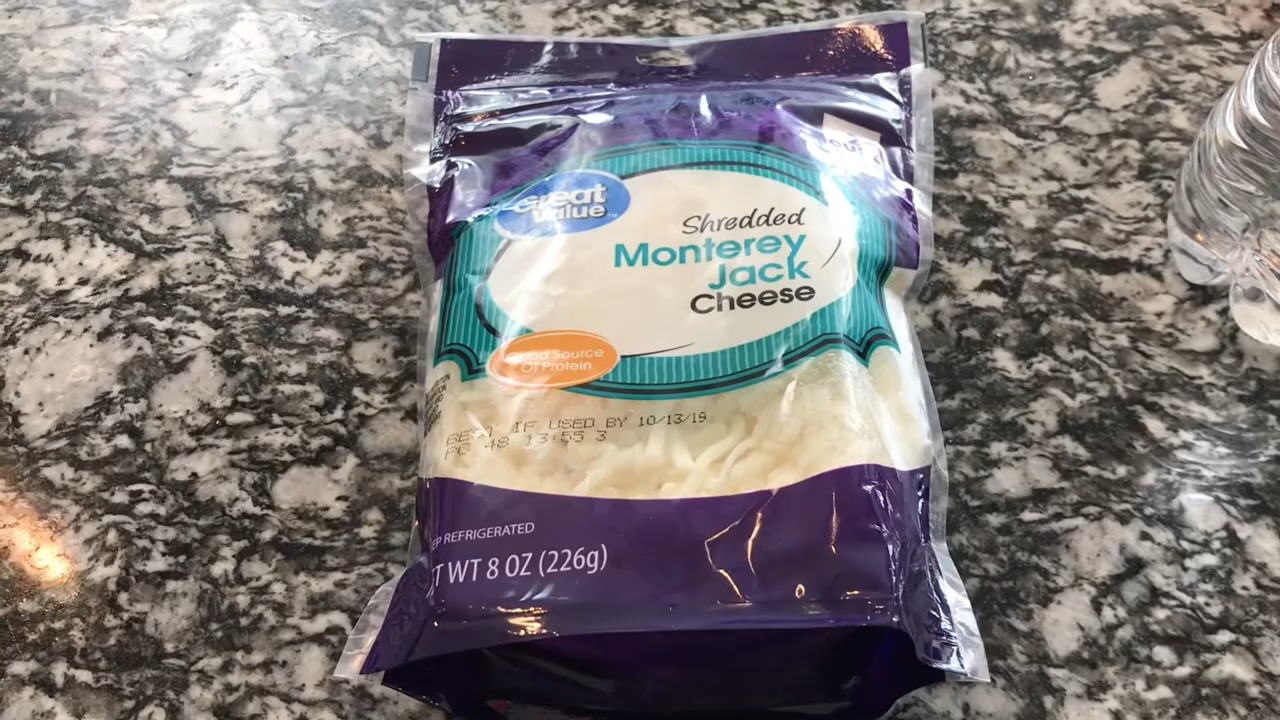 Great
Value
Shredded
Monterey
Jack
Cheese
Good Source
Of Protein
BEST IF USED BY 10/13/19
PC 48 13:55 3
REFRIGERATED
WT 8 OZ (226g)